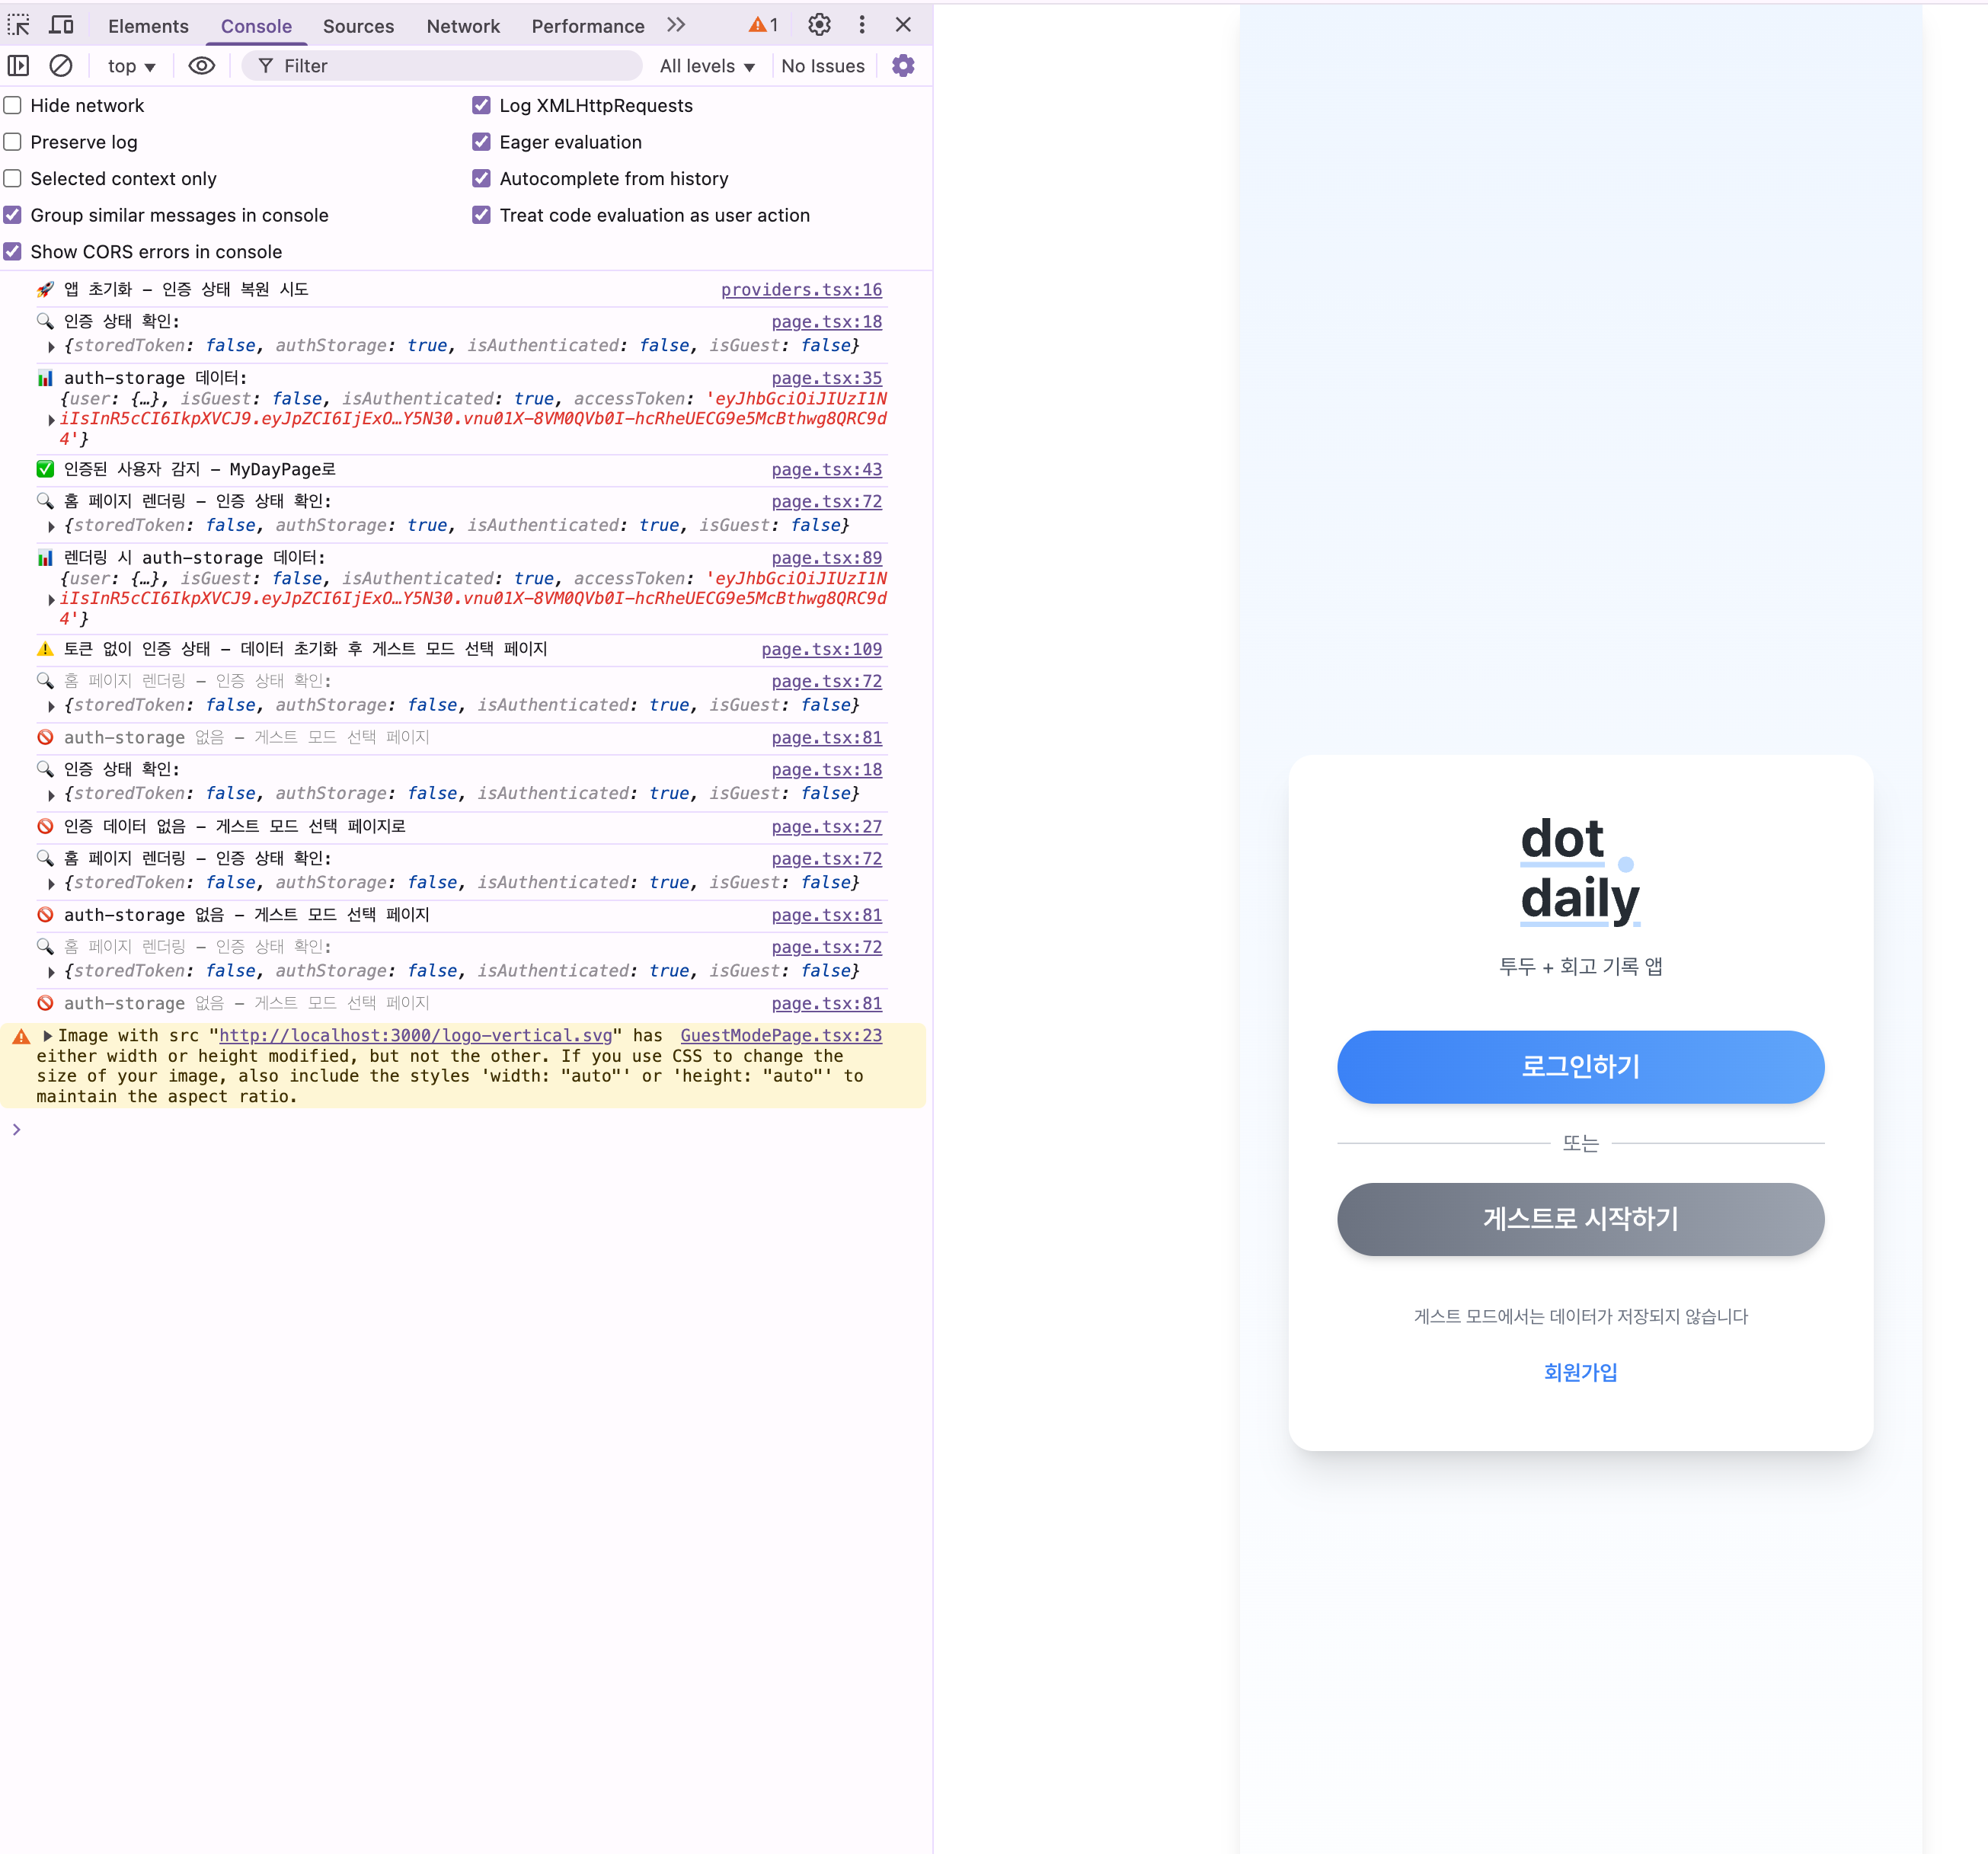 Elements Console Sources Network Performance 1
top Filter All levels No Issues
Hide network
Log XMLHttpRequests
Preserve log
Eager evaluation
Selected context only
Autocomplete from history
Group similar messages in console
Treat code evaluation as user action
Show CORS errors in console
🚀 앱 초기화 – 인증 상태 복원 시도 providers.tsx:16
🔍 인증 상태 확인: page.tsx:18
{storedToken: false, authStorage: true, isAuthenticated: false, isGuest: false}
📊 auth-storage 데이터: page.tsx:35
{user: {…}, isGuest: false, isAuthenticated: true, accessToken: 'eyJhbGciOiJIUzI1N
iIsInR5cCI6IkpXVCJ9.eyJpZCI6IjExO…Y5N30.vnu01X-8VM0QVb0I-hcRheUECG9e5McBthwg8QRC9d
4'}
✅ 인증된 사용자 감지 – MyDayPage로 page.tsx:43
🔍 홈 페이지 렌더링 – 인증 상태 확인: page.tsx:72
{storedToken: false, authStorage: true, isAuthenticated: true, isGuest: false}
📊 렌더링 시 auth-storage 데이터: page.tsx:89
{user: {…}, isGuest: false, isAuthenticated: true, accessToken: 'eyJhbGciOiJIUzI1N
iIsInR5cCI6IkpXVCJ9.eyJpZCI6IjExO…Y5N30.vnu01X-8VM0QVb0I-hcRheUECG9e5McBthwg8QRC9d
4'}
⚠️ 토큰 없이 인증 상태 – 데이터 초기화 후 게스트 모드 선택 페이지 page.tsx:109
🔍 홈 페이지 렌더링 – 인증 상태 확인: page.tsx:72
{storedToken: false, authStorage: false, isAuthenticated: true, isGuest: false}
🚫 auth-storage 없음 – 게스트 모드 선택 페이지 page.tsx:81
🔍 인증 상태 확인: page.tsx:18
{storedToken: false, authStorage: false, isAuthenticated: true, isGuest: false}
🚫 인증 데이터 없음 – 게스트 모드 선택 페이지로 page.tsx:27
🔍 홈 페이지 렌더링 – 인증 상태 확인: page.tsx:72
{storedToken: false, authStorage: false, isAuthenticated: true, isGuest: false}
🚫 auth-storage 없음 – 게스트 모드 선택 페이지 page.tsx:81
🔍 홈 페이지 렌더링 – 인증 상태 확인: page.tsx:72
{storedToken: false, authStorage: false, isAuthenticated: true, isGuest: false}
🚫 auth-storage 없음 – 게스트 모드 선택 페이지 page.tsx:81
Image with src "http://localhost:3000/logo-vertical.svg" has GuestModePage.tsx:23
either width or height modified, but not the other. If you use CSS to change the
size of your image, also include the styles 'width: "auto"' or 'height: "auto"' to
maintain the aspect ratio.
dot
daily
투두 + 회고 기록 앱
로그인하기
또는
게스트로 시작하기
게스트 모드에서는 데이터가 저장되지 않습니다
회원가입